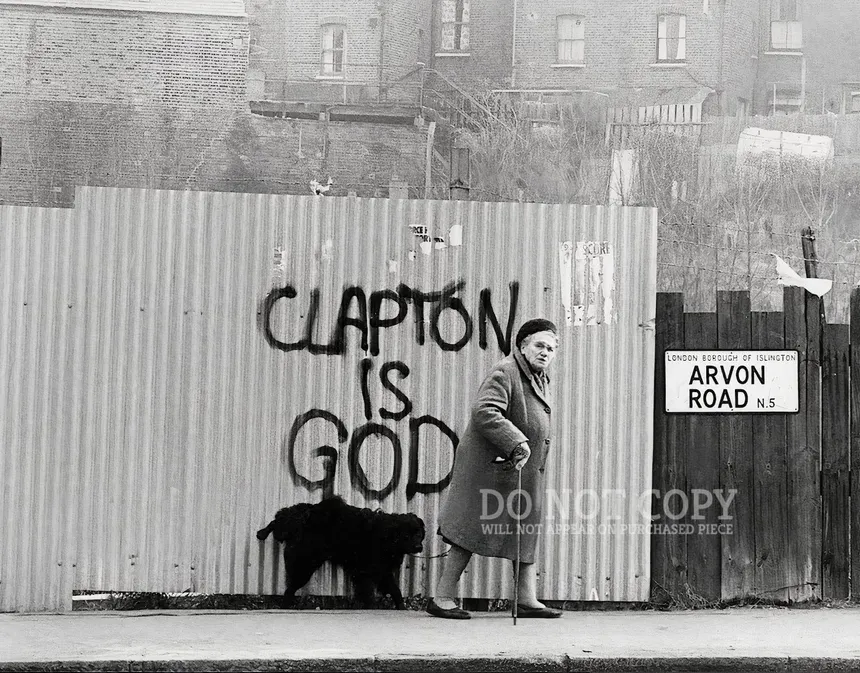 CLAPTON
IS
GOD
LONDON BOROUGH OF ISLINGTON
ARVON
ROAD N.5
DO NOT COPY
WILL NOT APPEAR ON PURCHASED PIECE